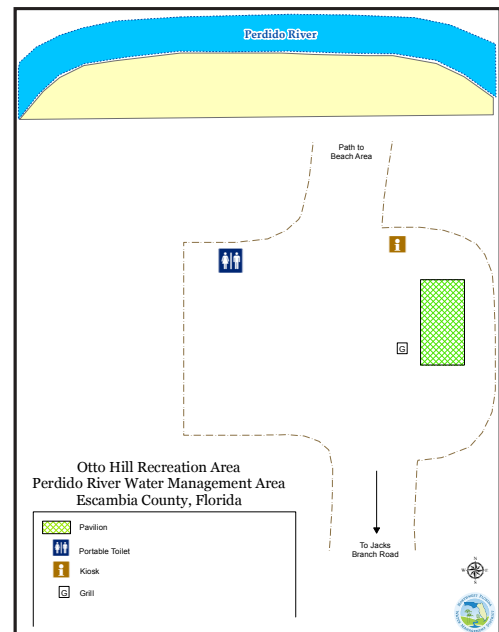 Perdido River
Path to
Beach Area
G
Otto Hill Recreation Area
Perdido River Water Management Area
Escambia County, Florida
Pavilion
Portable Toilet
Kiosk
G
Grill
To Jacks
Branch Road
N
W
E
S